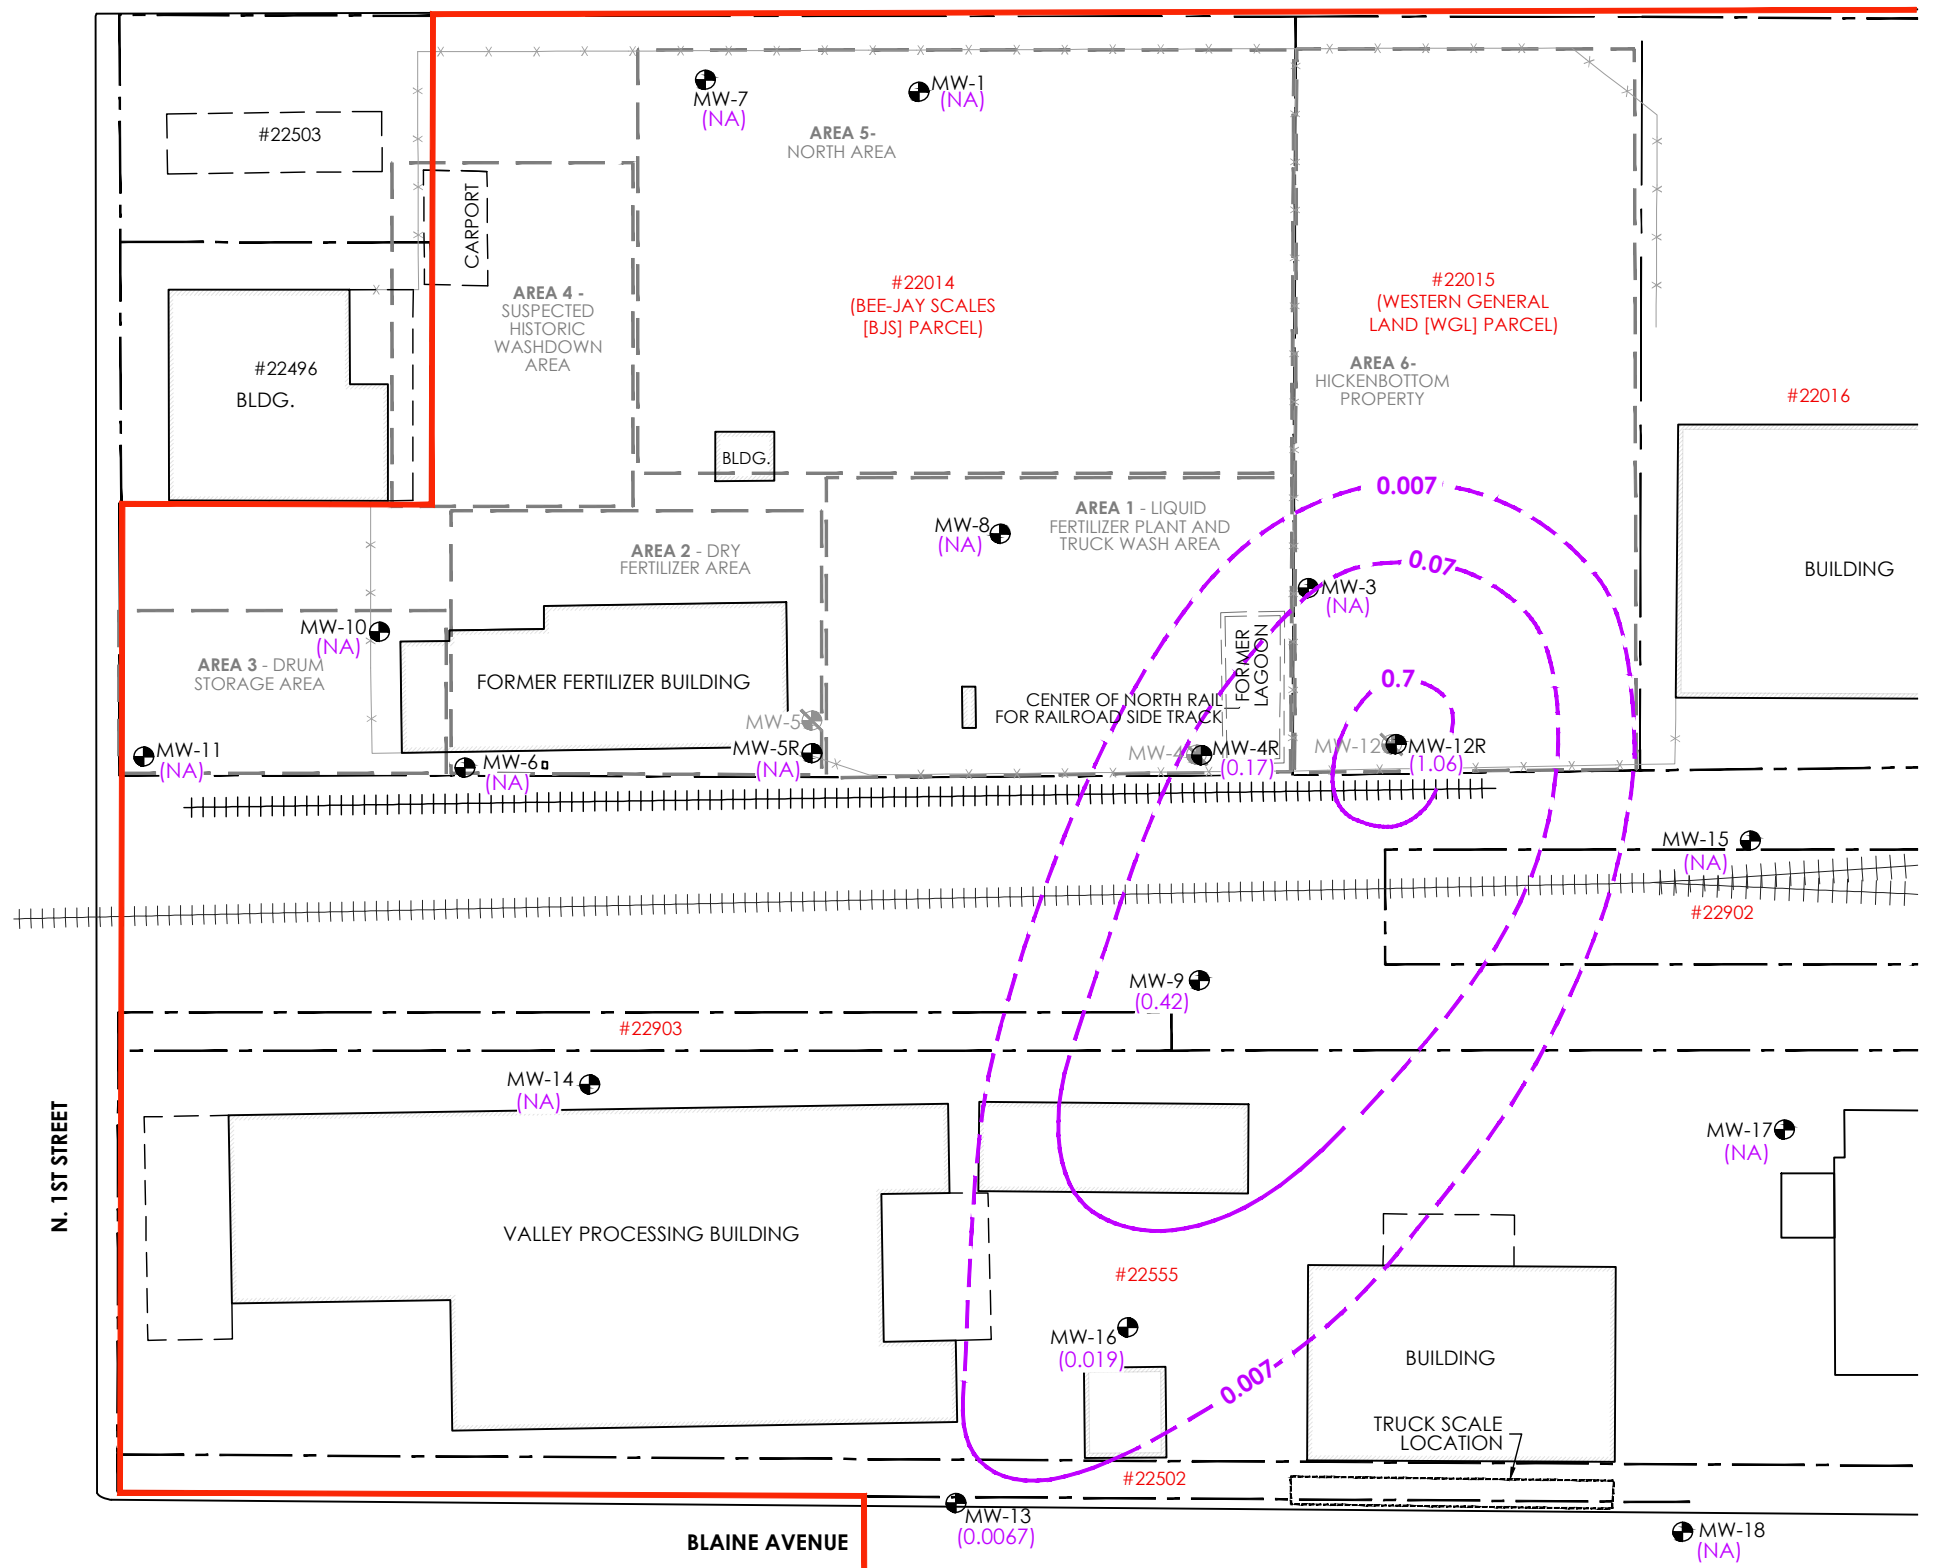 MW-7
(NA)
MW-1
(NA)
#22503
AREA 5-
NORTH AREA
CARPORT
AREA 4 -
SUSPECTED
HISTORIC
WASHDOWN
AREA
#22014
(BEE-JAY SCALES
[BJS] PARCEL)
#22015
(WESTERN GENERAL
LAND [WGL] PARCEL)
#22496
BLDG.
AREA 6-
HICKENBOTTOM
PROPERTY
#22016
BLDG.
0.007
AREA 1 - LIQUID
FERTILIZER PLANT AND
TRUCK WASH AREA
MW-8
(NA)
AREA 2 - DRY
FERTILIZER AREA
0.07
BUILDING
MW-3
(NA)
MW-10
(NA)
AREA 3 - DRUM
STORAGE AREA
FORMER FERTILIZER BUILDING
FORMER
LAGOON
0.7
CENTER OF NORTH RAIL
FOR RAILROAD SIDE TRACK
MW-5
MW-5R
(NA)
MW-11
(NA)
MW-6
(NA)
MW-4
MW-4R
(0.17)
MW-12
MW-12R
(1.06)
MW-15
(NA)
#22902
MW-9
(0.42)
#22903
MW-14
(NA)
MW-17
(NA)
N. 1ST STREET
VALLEY PROCESSING BUILDING
#22555
MW-16
(0.019)
BUILDING
0.007
TRUCK SCALE
LOCATION
#22502
MW-13
(0.0067)
BLAINE AVENUE
MW-18
(NA)